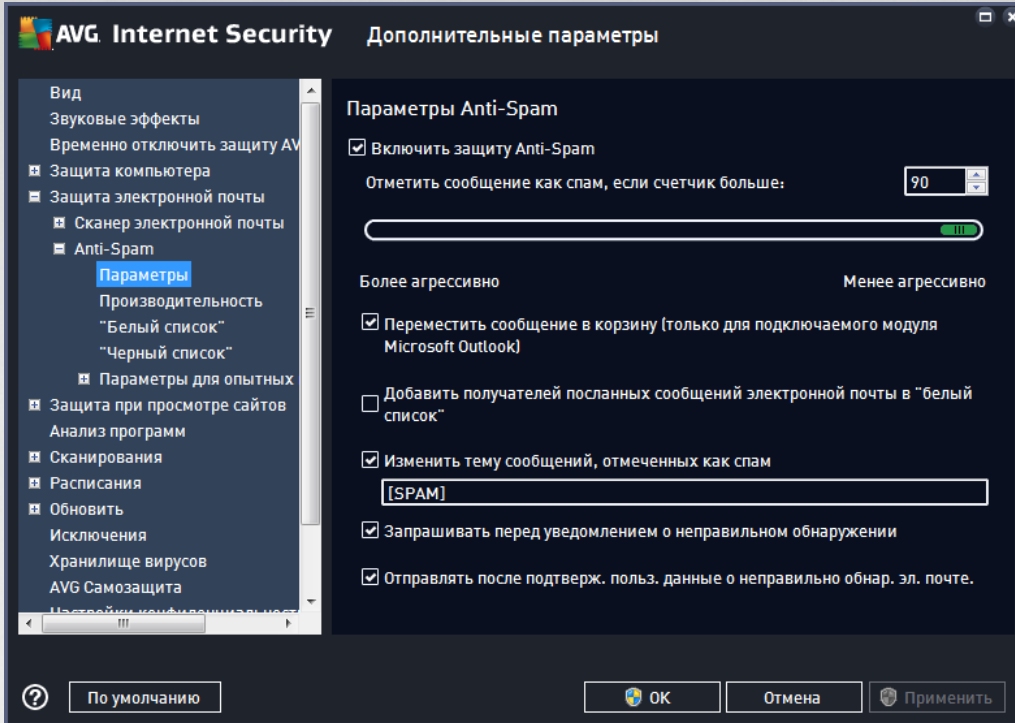 AVG. Internet Security
Дополнительные параметры
Вид
Звуковые эффекты
Временно отключить защиту AV
Защита компьютера
Защита электронной почты
Сканер электронной почты
Anti-Spam
Параметры
Производительность
"Белый список"
"Черный список"
Параметры для опытных
Защита при просмотре сайтов
Анализ программ
Сканирования
Расписания
Обновить
Исключения
Хранилище вирусов
AVG Самозащита
Параметры Anti-Spam
Включить защиту Anti-Spam
Отметить сообщение как спам, если счетчик больше:
90
Более агрессивно
Менее агрессивно
Переместить сообщение в корзину (только для подключаемого модуля
Microsoft Outlook)
Добавить получателей посланных сообщений электронной почты в "белый
список"
Изменить тему сообщений, отмеченных как спам
[SPAM]
Запрашивать перед уведомлением о неправильном обнаружении
Отправлять после подтверж. польз. данные о неправильно обнар. эл. почте.
?
По умолчанию
OK
Отмена
Применить